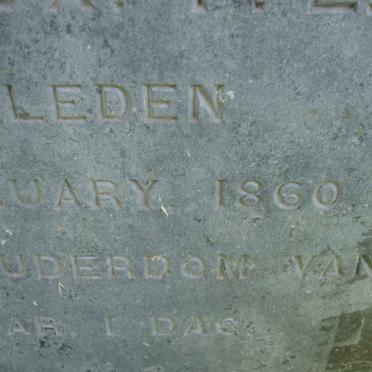 LEDEN
UARY. 1860
UDERDOM VAN
AR. 1 DAG